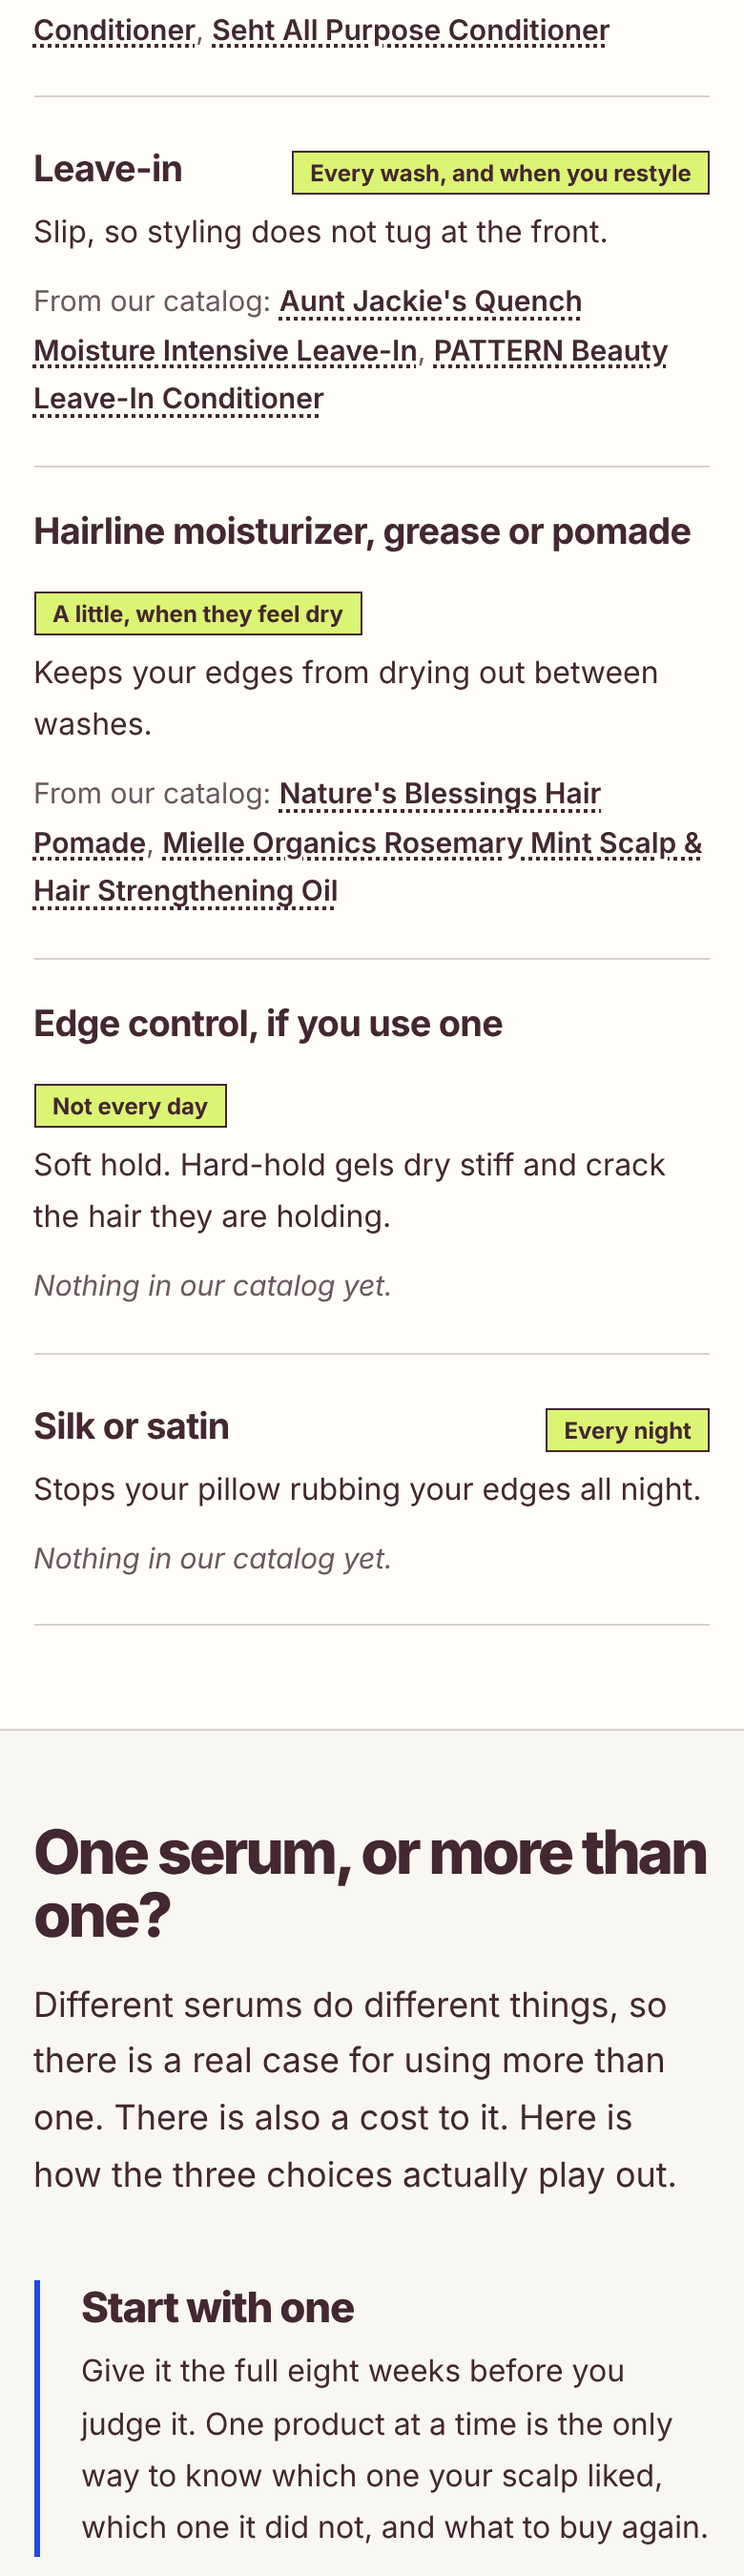 Conditioner, Seht All Purpose Conditioner
Leave-in
Every wash, and when you restyle
Slip, so styling does not tug at the front.
From our catalog: Aunt Jackie's Quench
Moisture Intensive Leave-In, PATTERN Beauty
Leave-In Conditioner
Hairline moisturizer, grease or pomade
A little, when they feel dry
Keeps your edges from drying out between
washes.
From our catalog: Nature's Blessings Hair
Pomade, Mielle Organics Rosemary Mint Scalp &
Hair Strengthening Oil
Edge control, if you use one
Not every day
Soft hold. Hard-hold gels dry stiff and crack
the hair they are holding.
Nothing in our catalog yet.
Silk or satin
Every night
Stops your pillow rubbing your edges all night.
Nothing in our catalog yet.
One serum, or more than
one?
Different serums do different things, so
there is a real case for using more than
one. There is also a cost to it. Here is
how the three choices actually play out.
Start with one
Give it the full eight weeks before you
judge it. One product at a time is the only
way to know which one your scalp liked,
which one it did not, and what to buy again.